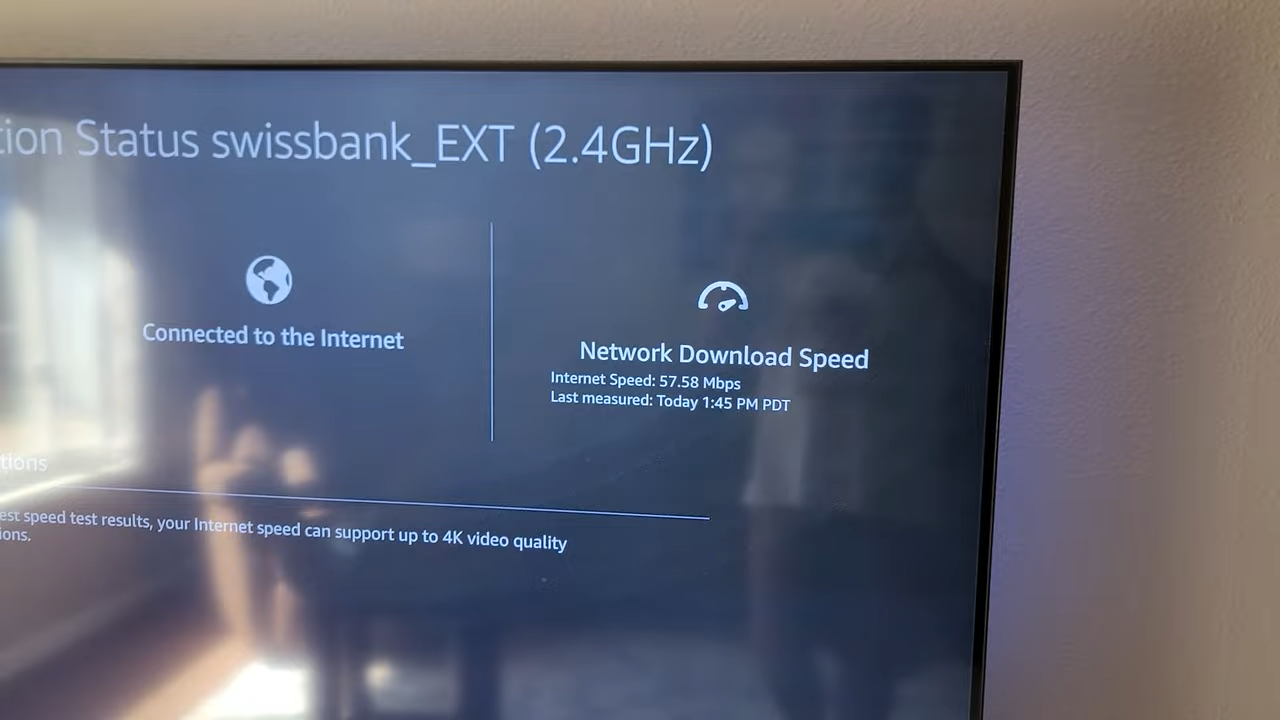 tion Status swissbank_EXT (2.4GHz)
Connected to the Internet
Network Download Speed
Internet Speed: 57.58 Mbps
Last measured: Today 1:45 PM PDT
tions
est speed test results, your Internet speed can support up to 4K video quality
ions.